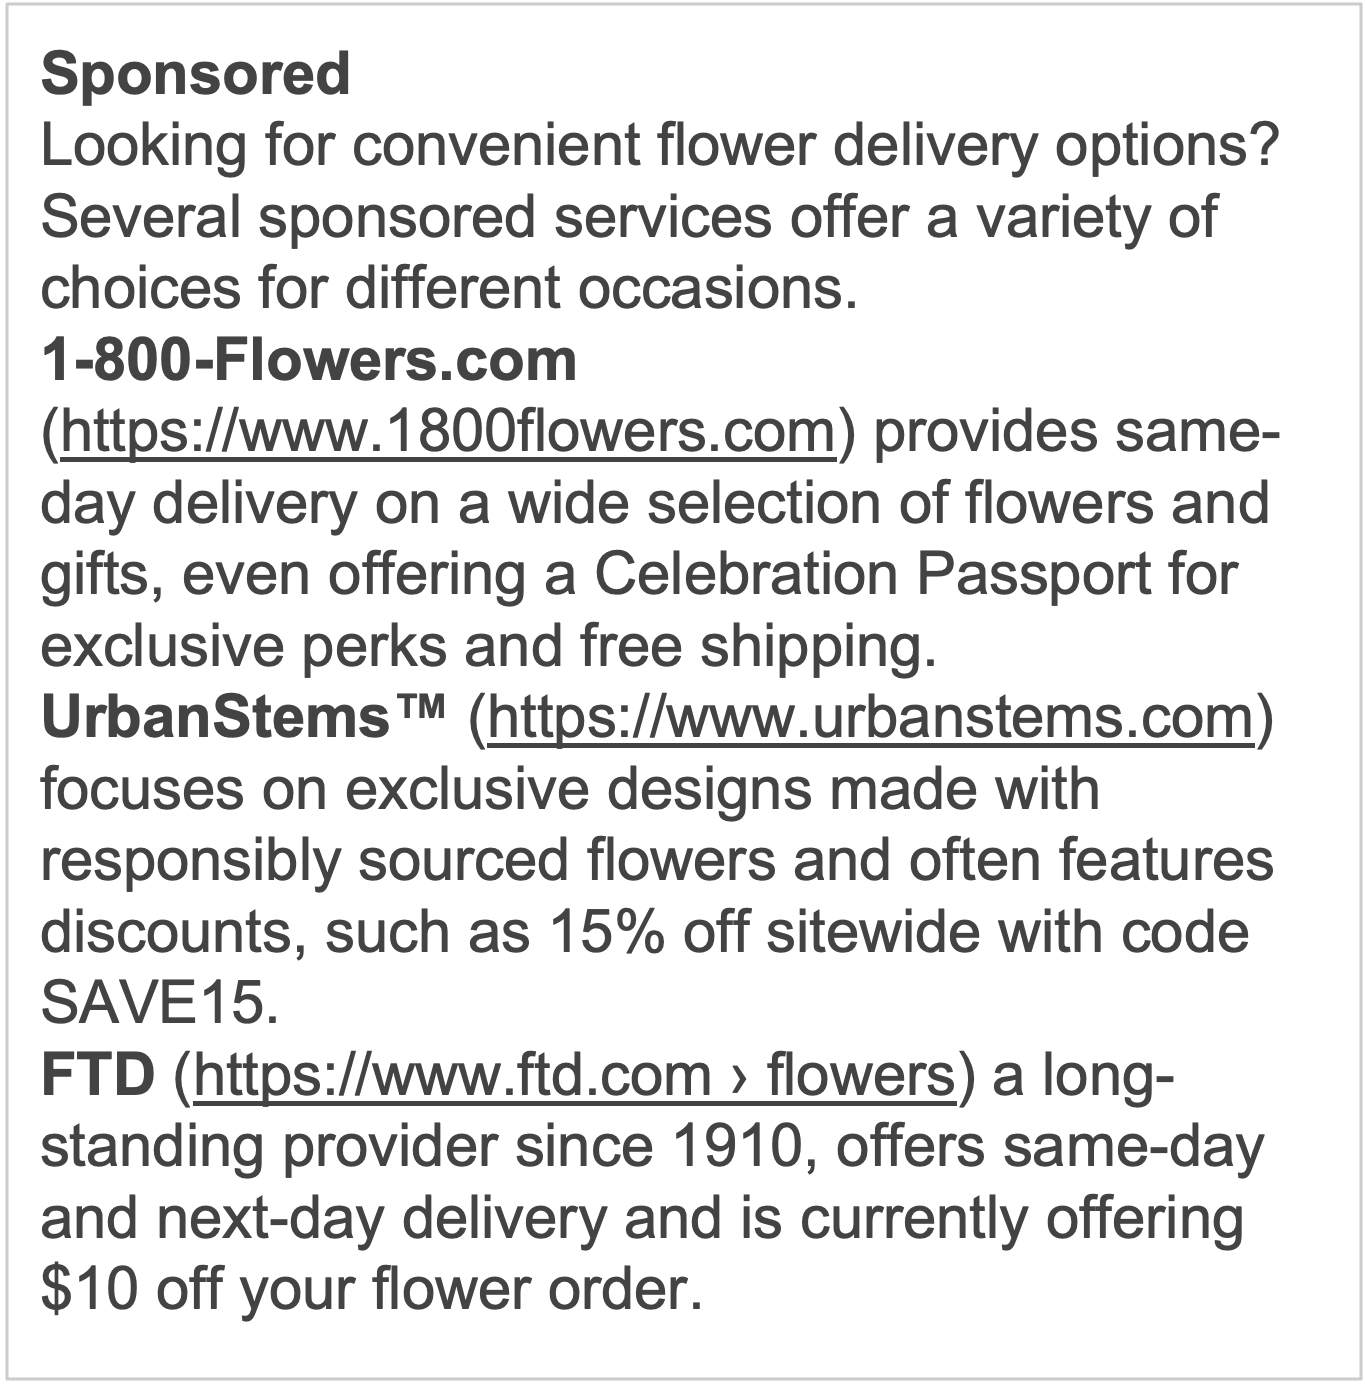 Sponsored
Looking for convenient flower delivery options?
Several sponsored services offer a variety of
choices for different occasions.
1-800-Flowers.com
(https://www.1800flowers.com) provides same-
day delivery on a wide selection of flowers and
gifts, even offering a Celebration Passport for
exclusive perks and free shipping.
UrbanStems™ (https://www.urbanstems.com)
focuses on exclusive designs made with
responsibly sourced flowers and often features
discounts, such as 15% off sitewide with code
SAVE15.
FTD (https://www.ftd.com › flowers) a long-
standing provider since 1910, offers same-day
and next-day delivery and is currently offering
$10 off your flower order.